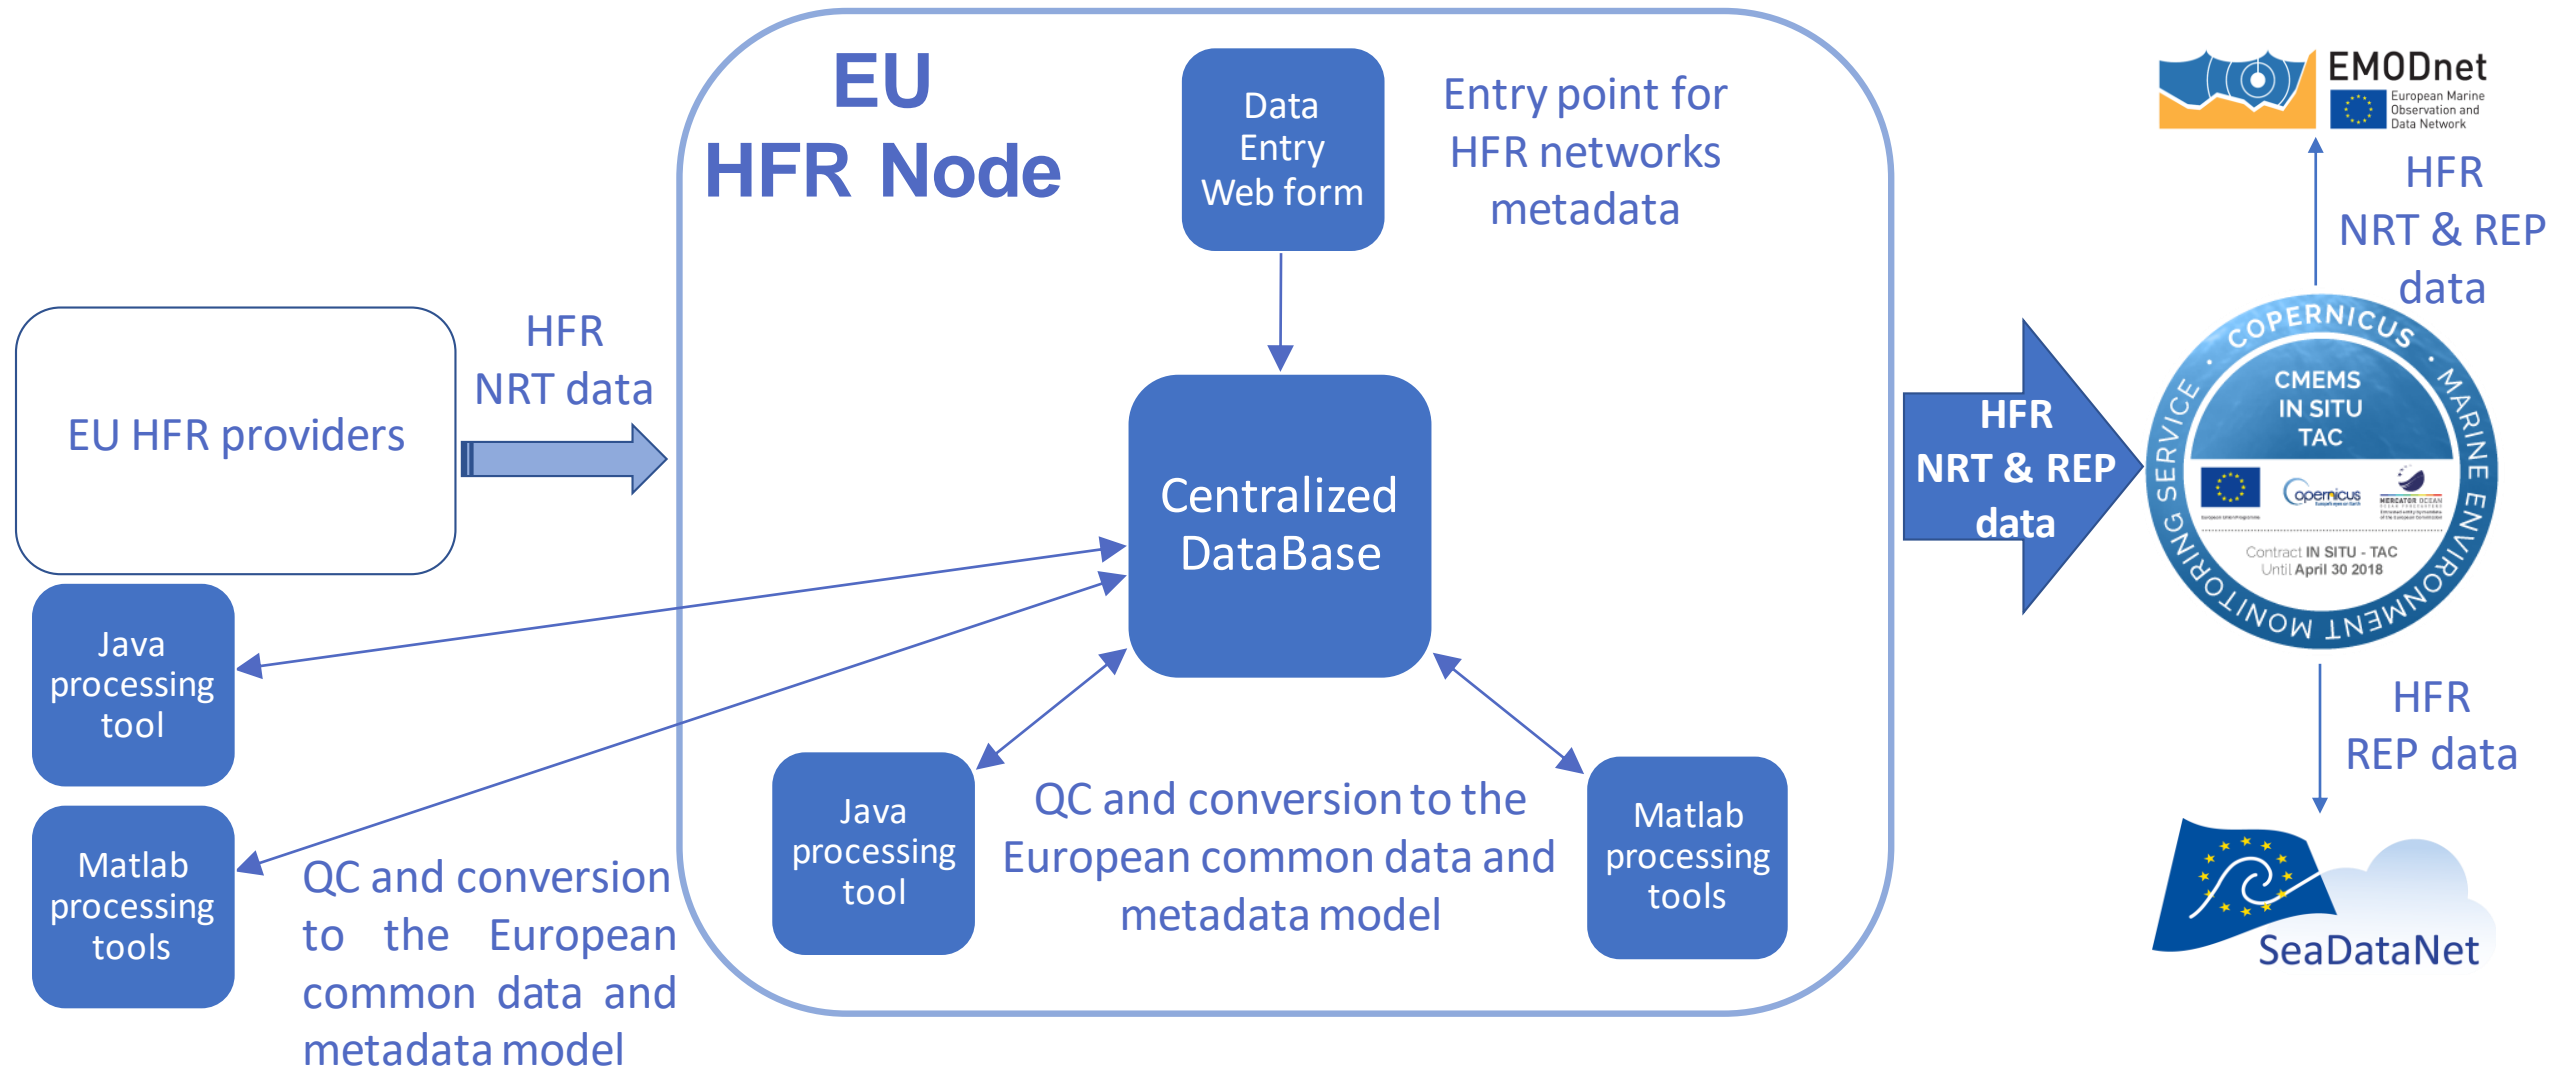 EU
HFR Node
Data
Entry
Web form
Entry point for
HFR networks
metadata
EU HFR providers
HFR
NRT data
Centralized
DataBase
Java
processing
tool
Matlab
processing
tools
QC and conversion
to the European
common data and
metadata model
Java
processing
tool
QC and conversion to the
European common data and
metadata model
Matlab
processing
tools
HFR
NRT & REP
data
EMODnet
European Marine
Observation and
Data Network
HFR
NRT & REP
data
COPERNICUS · MARINE ENVIRONMENT MONITORING SERVICE ·
CMEMS
IN SITU
TAC
opernicus
MERCATOR OCEAN
Contract IN SITU - TAC
Until April 30 2018
HFR
REP data
SeaDataNet